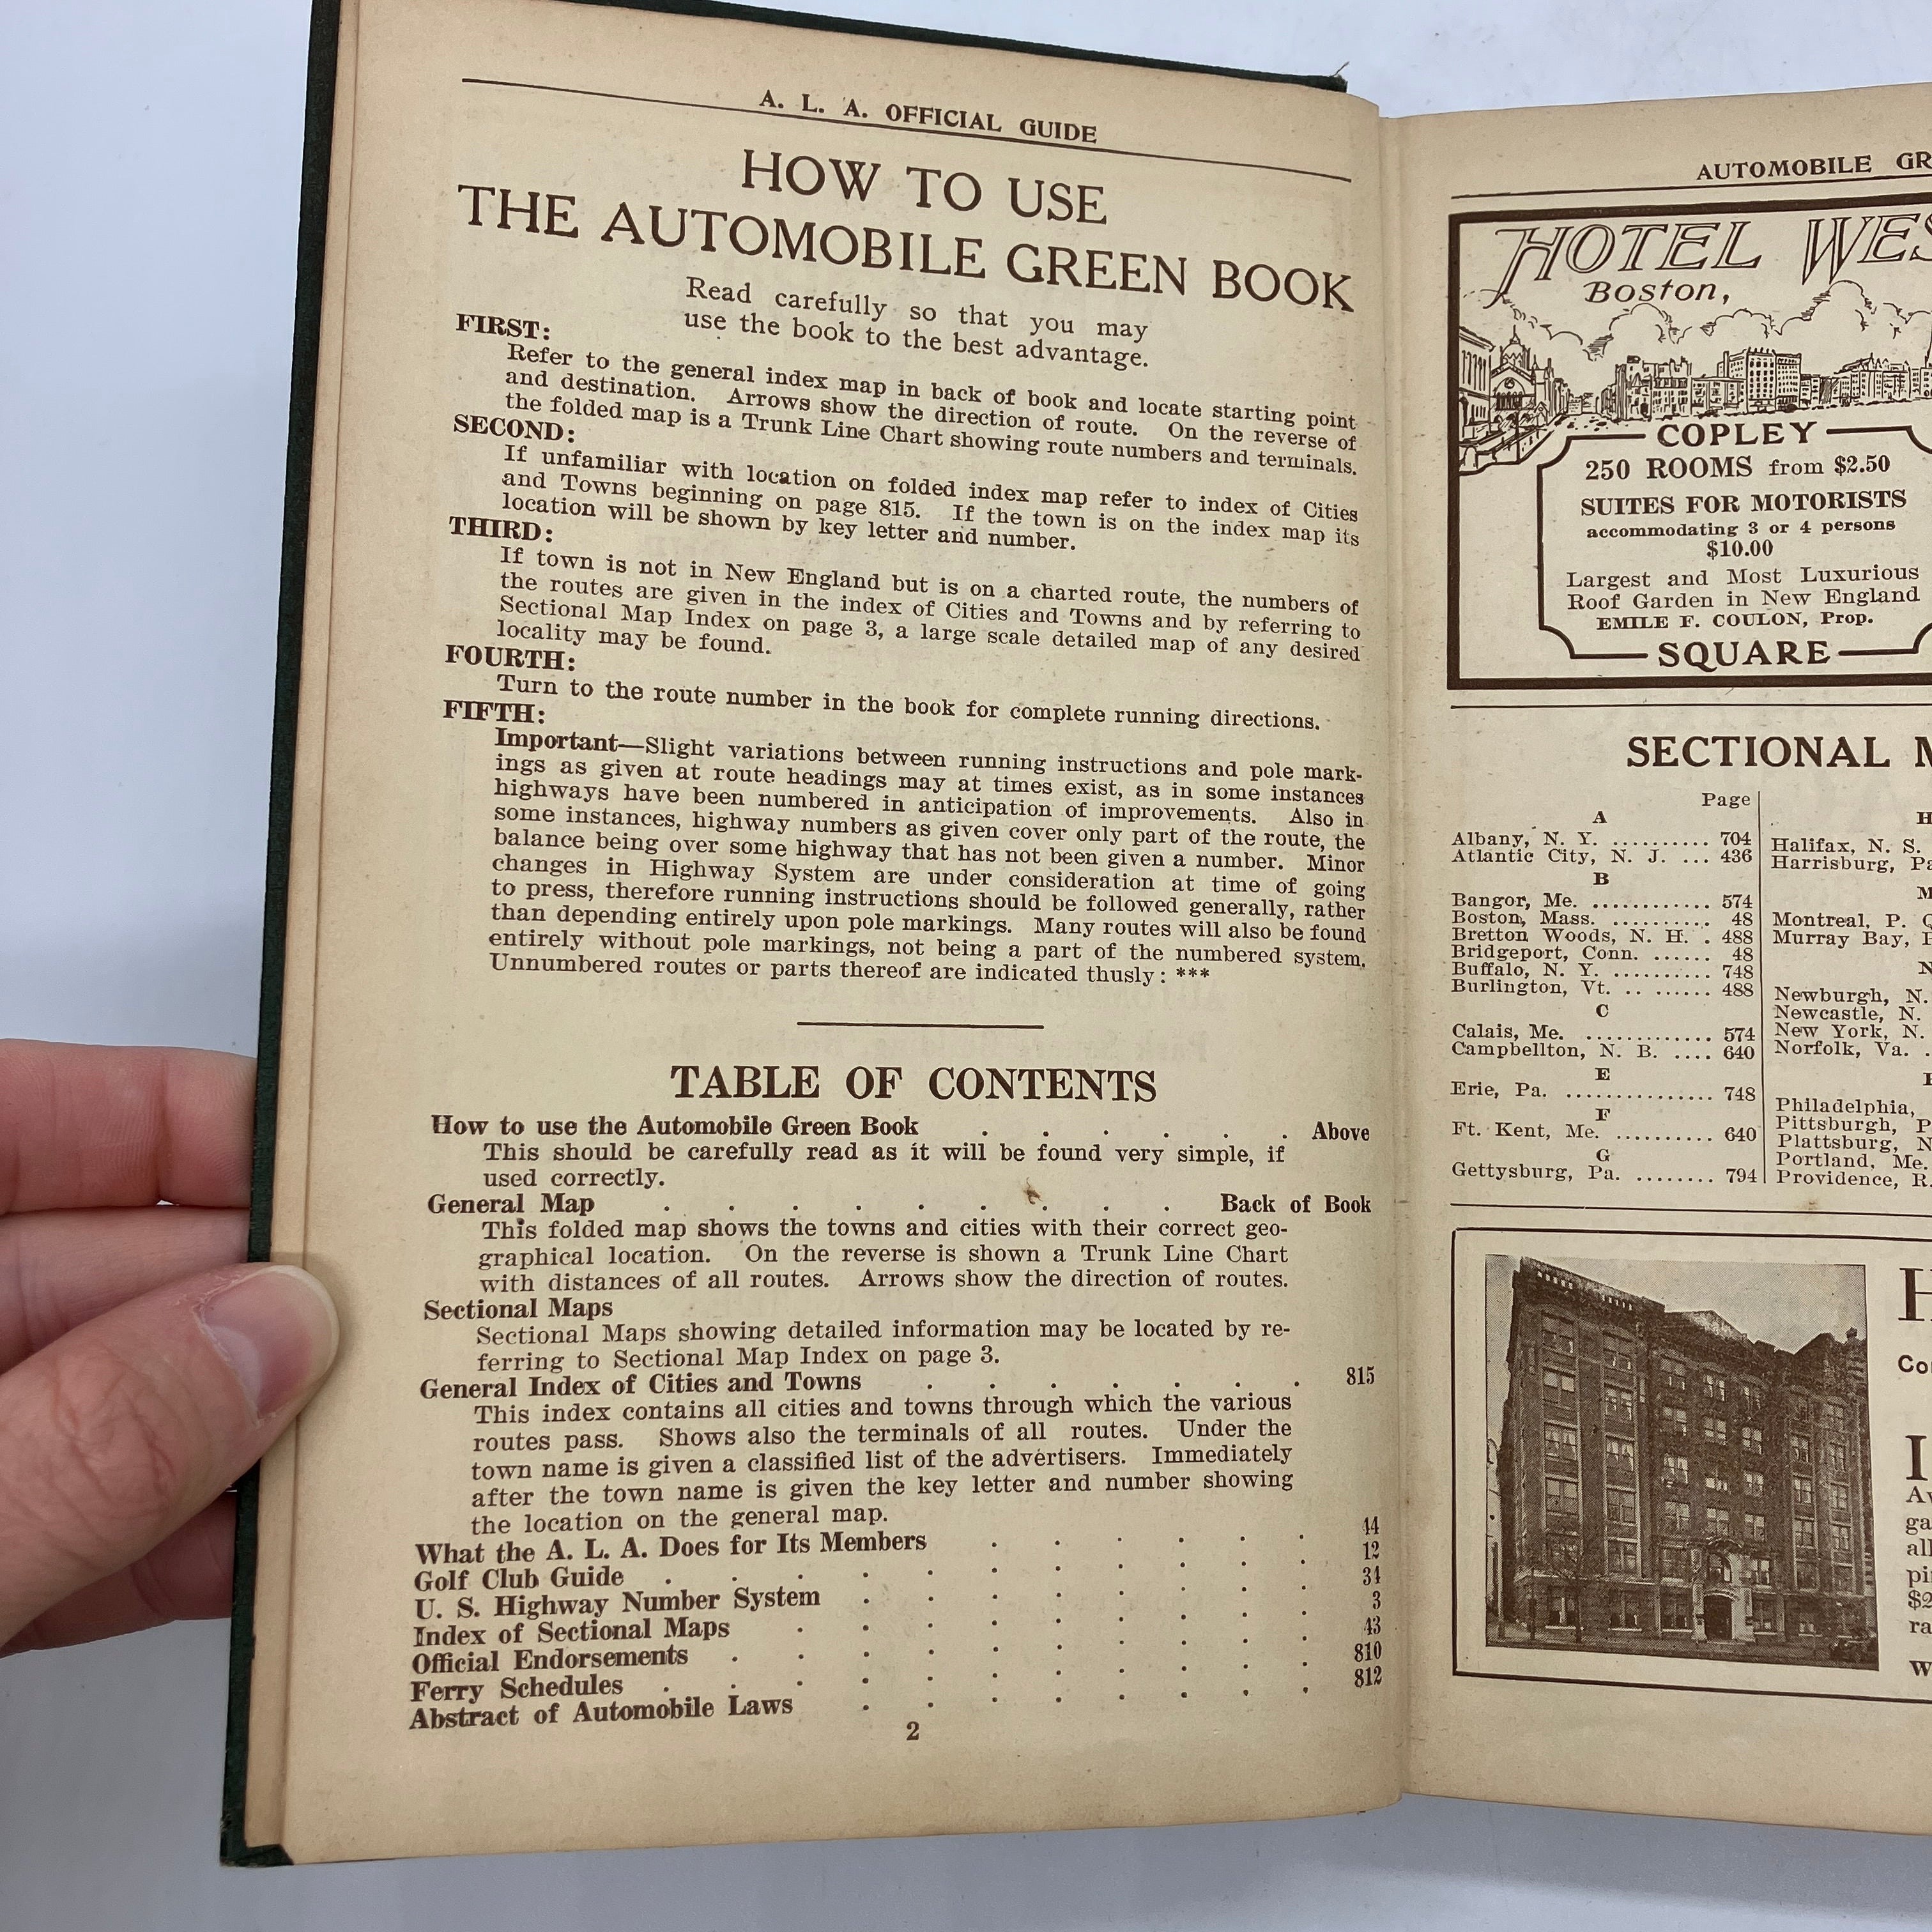 A. L. A. OFFICIAL GUIDE
HOW TO USE
THE AUTOMOBILE GREEN BOOK
Read carefully so that you may
use the book to the best advantage.
FIRST:
Refer to the general index map in back of book and locate starting point
and destination. Arrows show the direction of route. On the reverse of
the folded map is a Trunk Line Chart showing route numbers and terminals.
SECOND:
If unfamiliar with location on folded index map refer to index of Cities
and Towns beginning on page 815. If the town is on the index map its
location will be shown by key letter and number.
THIRD:
If town is not in New England but is on a charted route, the numbers of
the routes are given in the index of Cities and Towns and by referring to
Sectional Map Index on page 3, a large scale detailed map of any desired
locality may be found.
FOURTH:
Turn to the route number in the book for complete running directions.
FIFTH:
Important—Slight variations between running instructions and pole mark-
ings as given at route headings may at times exist, as in some instances
highways have been numbered in anticipation of improvements. Also in
some instances, highway numbers as given cover only part of the route, the
balance being over some highway that has not been given a number. Minor
changes in Highway System are under consideration at time of going
to press, therefore running instructions should be followed generally, rather
than depending entirely upon pole markings. Many routes will also be found
entirely without pole markings, not being a part of the numbered system.
Unnumbered routes or parts thereof are indicated thusly: ***
TABLE OF CONTENTS
How to use the Automobile Green Book . . . . . . Above
This should be carefully read as it will be found very simple, if
used correctly.
General Map . . . . . . . . . Back of Book
This folded map shows the towns and cities with their correct geo-
graphical location. On the reverse is shown a Trunk Line Chart
with distances of all routes. Arrows show the direction of routes.
Sectional Maps
Sectional Maps showing detailed information may be located by re-
ferring to Sectional Map Index on page 3.
General Index of Cities and Towns . . . . . . . 815
This index contains all cities and towns through which the various
routes pass. Shows also the terminals of all routes. Under the
town name is given a classified list of the advertisers. Immediately
after the town name is given the key letter and number showing
the location on the general map.
What the A. L. A. Does for Its Members . . . . . . 44
Golf Club Guide . . . . . . . . . . . 12
U. S. Highway Number System . . . . . . . . 34
Index of Sectional Maps . . . . . . . . . 3
Official Endorsements . . . . . . . . . . 43
Ferry Schedules . . . . . . . . . . . 810
Abstract of Automobile Laws . . . . . . . . 812
2
AUTOMOBILE GR
HOTEL WES
Boston,
COPLEY
250 ROOMS from $2.50
SUITES FOR MOTORISTS
accommodating 3 or 4 persons
$10.00
Largest and Most Luxurious
Roof Garden in New England
EMILE F. COULON, Prop.
SQUARE
SECTIONAL M
Page
A
Albany, N. Y. .......... 704
Atlantic City, N. J. ... 436
B
Bangor, Me. ............ 574
Boston, Mass. .......... 48
Bretton Woods, N. H. . 488
Bridgeport, Conn. ...... 48
Buffalo, N. Y. .......... 748
Burlington, Vt. .. ...... 488
C
Calais, Me. ............. 574
Campbellton, N. B. .... 640
E
Erie, Pa. ............... 748
F
Ft. Kent, Me. .......... 640
G
Gettysburg, Pa. ........ 794
H
Halifax, N. S.
Harrisburg, Pa
M
Montreal, P. Q
Murray Bay, P
N
Newburgh, N.
Newcastle, N.
New York, N.
Norfolk, Va. .
Philadelphia,
Pittsburgh, P
Plattsburg, N
Portland, Me.
Providence, R.
H
Co
I
Av
ga
all
pi
$2
ra
W